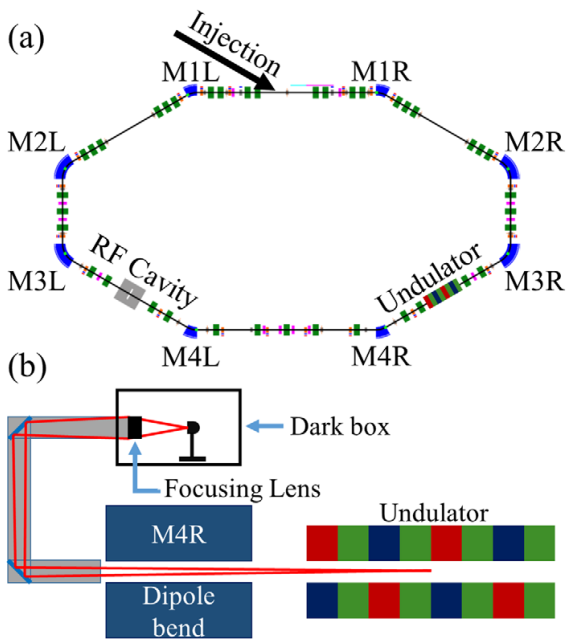 (a)
Injection
M1L
M1R
M2L
M2R
RF Cavity
Undulator
M3L
M3R
M4L
M4R
(b)
Dark box
Focusing Lens
Undulator
M4R
Dipole
bend